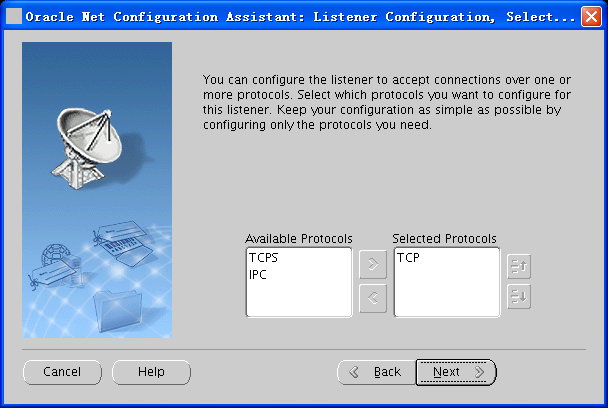 Oracle Net Configuration Assistant: Listener Configuration, Select...
You can configure the listener to accept connections over one or
more protocols. Select which protocols you want to configure for
this listener. Keep your configuration as simple as possible by
configuring only the protocols you need.
Available Protocols
Selected Protocols
TCPS
IPC
TCP
Cancel
Help
Back
Next